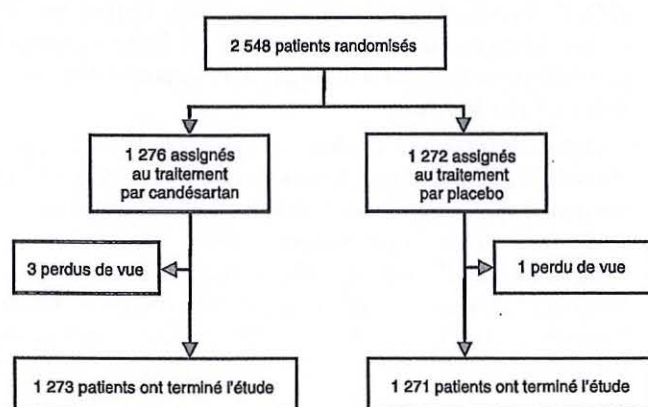 2 548 patients randomisés
1 276 assignés
au traitement
par candésartan
1 272 assignés
au traitement
par placebo
3 perdus de vue
1 perdu de vue
1 273 patients ont terminé l'étude
1 271 patients ont terminé l'étude